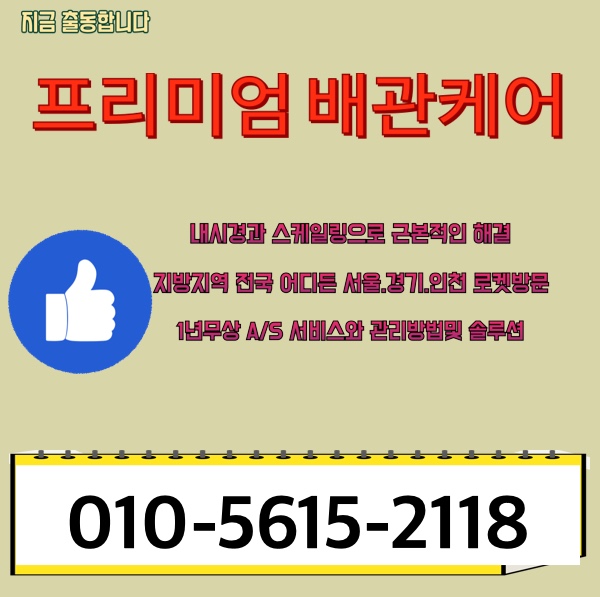 지금 출동합니다
프리미엄 배관케어
내시경과 스케일링으로 근본적인 해결
지방지역 전국 어디든 서울.경기.인천 로켓방문
1년무상 A/S 서비스와 관리방법및 솔루션
010-5615-2118